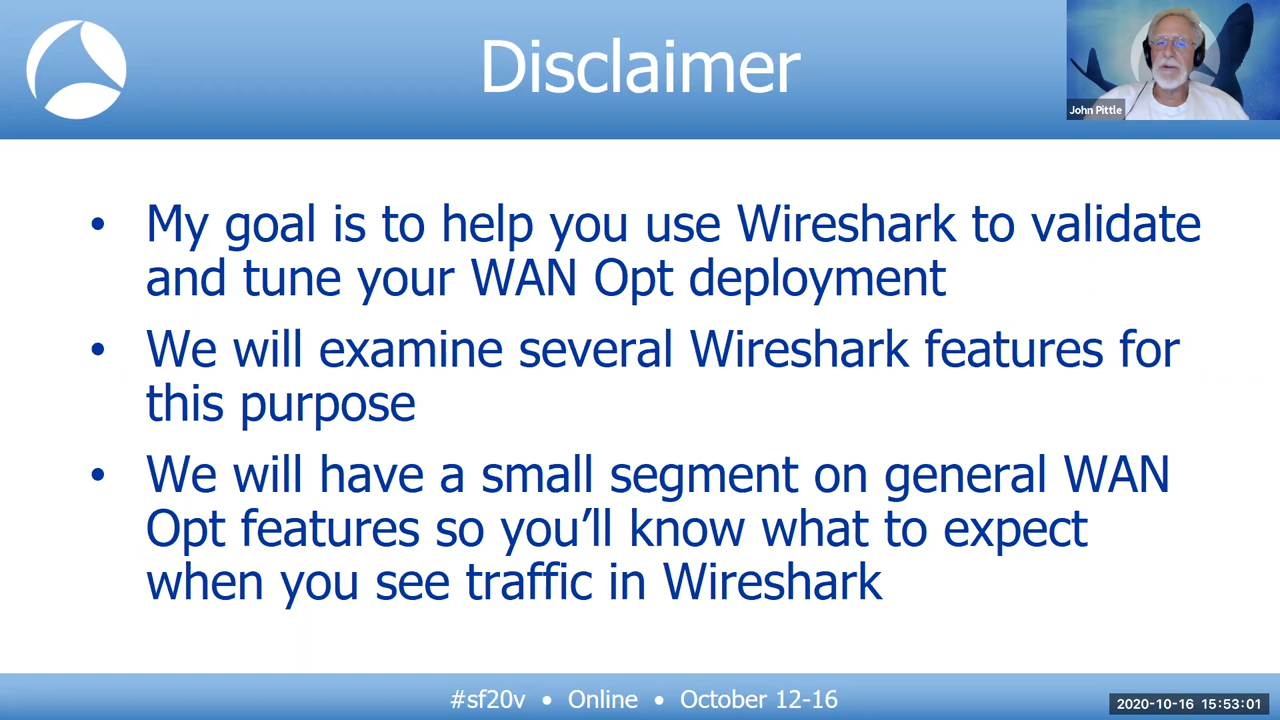 Disclaimer
John Pittle
• My goal is to help you use Wireshark to validate
and tune your WAN Opt deployment
• We will examine several Wireshark features for
this purpose
• We will have a small segment on general WAN
Opt features so you’ll know what to expect
when you see traffic in Wireshark
#sf20v • Online • October 12-16
2020-10-16 15:53:01